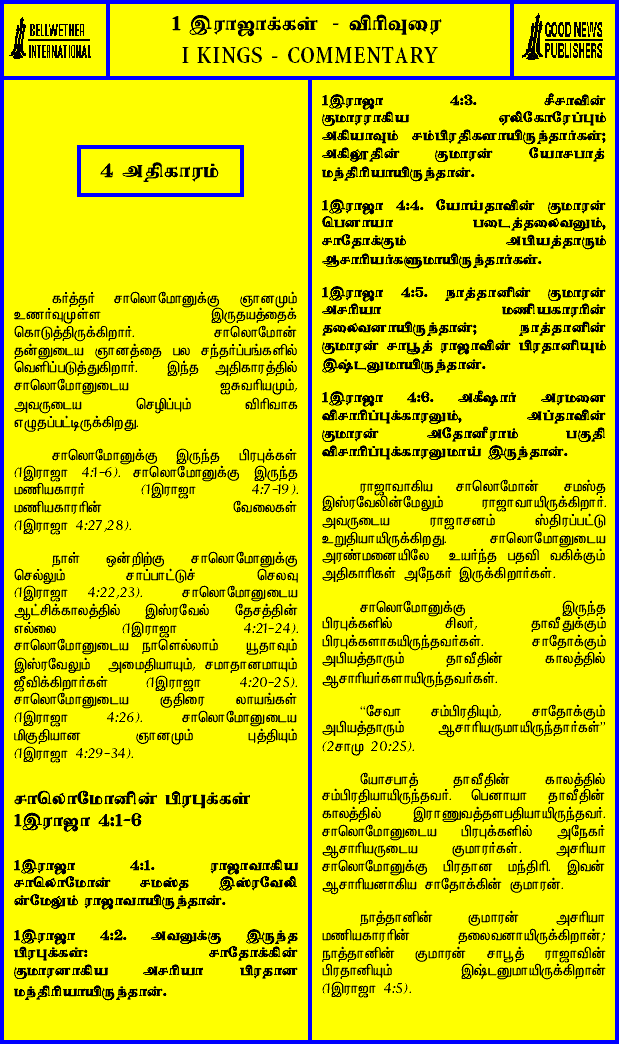 BELLWETHER
INTERNATIONAL
1 இராஜாக்கள் - விரிவுரை
I KINGS - COMMENTARY
GOOD NEWS
PUBLISHERS
4 அதிகாரம்
கர்த்தர் சாலொமோனுக்கு ஞானமும்
உணர்வுமுள்ள இருதயத்தைக்
கொடுத்திருக்கிறார். சாலொமோன்
தன்னுடைய ஞானத்தை பல சந்தர்ப்பங்களில்
வெளிப்படுத்துகிறார். இந்த அதிகாரத்தில்
சாலொமோனுடைய ஐசுவரியமும்,
அவருடைய செழிப்பும் விரிவாக
எழுதப்பட்டிருக்கிறது.
சாலொமோனுக்கு இருந்த பிரபுக்கள்
(1இராஜா 4:1-6). சாலொமோனுக்கு இருந்த
மணியகாரர் (1இராஜா 4:7-19).
மணியகாரரின் வேலைகள்
(1இராஜா 4:27,28).
நாள் ஒன்றிற்கு சாலொமோனுக்கு
செல்லும் சாப்பாட்டுச் செலவு
(1இராஜா 4:22,23). சாலொமோனுடைய
ஆட்சிக்காலத்தில் இஸ்ரவேல் தேசத்தின்
எல்லை (1இராஜா 4:21-24).
சாலொமோனுடைய நாளெல்லாம் யூதாவும்
இஸ்ரவேலும் அமைதியாயும், சமாதானமாயும்
ஜீவிக்கிறார்கள் (1இராஜா 4:20-25).
சாலொமோனுடைய குதிரை லாயங்கள்
(1இராஜா 4:26). சாலொமோனுடைய
மிகுதியான ஞானமும் புத்தியும்
(1இராஜா 4:29-34).
சாலொமோனின் பிரபுக்கள்
1இராஜா 4:1-6
1இராஜா 4:1. ராஜாவாகிய
சாலொமோன் சமஸ்த இஸ்ரவேலி
ன்மேலும் ராஜாவாயிருந்தான்.
1இராஜா 4:2. அவனுக்கு இருந்த
பிரபுக்கள்: சாதோக்கின்
குமாரனாகிய அசரியா பிரதான
மந்திரியாயிருந்தான்.
1இராஜா 4:3. சீசாவின்
குமாரராகிய ஏலிகோரேப்பும்
அகியாவும் சம்பிரதிகளாயிருந்தார்கள்;
அகிலூதின் குமாரன் யோசபாத்
மந்திரியாயிருந்தான்.
1இராஜா 4:4. யோய்தாவின் குமாரன்
பெனாயா படைத்தலைவனும்,
சாதோக்கும் அபியத்தாரும்
ஆசாரியர்களுமாயிருந்தார்கள்.
1இராஜா 4:5. நாத்தானின் குமாரன்
அசரியா மணியகாரரின்
தலைவனாயிருந்தான்; நாத்தானின்
குமாரன் சாபூத் ராஜாவின் பிரதானியும்
இஷ்டனுமாயிருந்தான்.
1இராஜா 4:6. அகீஷார் அரமனை
விசாரிப்புக்காரனும், அப்தாவின்
குமாரன் அதோனீராம் பகுதி
விசாரிப்புக்காரனுமாய் இருந்தான்.
ராஜாவாகிய சாலொமோன் சமஸ்த
இஸ்ரவேலின்மேலும் ராஜாவாயிருக்கிறார்.
அவருடைய ராஜாசனம் ஸ்திரப்பட்டு
உறுதியாயிருக்கிறது. சாலொமோனுடைய
அரண்மனையிலே உயர்ந்த பதவி வகிக்கும்
அதிகாரிகள் அநேகர் இருக்கிறார்கள்.
சாலொமோனுக்கு இருந்த
பிரபுக்களில் சிலர், தாவீதுக்கும்
பிரபுக்களாகயிருந்தவர்கள். சாதோக்கும்
அபியத்தாரும் தாவீதின் காலத்தில்
ஆசாரியர்களாயிருந்தவர்கள்.
“சேவா சம்பிரதியும், சாதோக்கும்
அபியத்தாரும் ஆசாரியருமாயிருந்தார்கள்”
(2சாமு 20:25).
யோசபாத் தாவீதின் காலத்தில்
சம்பிரதியாயிருந்தவர். பெனாயா தாவீதின்
காலத்தில் இராணுவத்தளபதியாயிருந்தவர்.
சாலொமோனுடைய பிரபுக்களில் அநேகர்
ஆசாரியருடைய குமாரர்கள். அசரியா
சாலொமோனுக்கு பிரதான மந்திரி. இவன்
ஆசாரியனாகிய சாதோக்கின் குமாரன்.
நாத்தானின் குமாரன் அசரியா
மணியகாரரின் தலைவனாயிருக்கிறான்;
நாத்தானின் குமாரன் சாபூத் ராஜாவின்
பிரதானியும் இஷ்டனுமாயிருக்கிறான்
(1இராஜா 4:5).